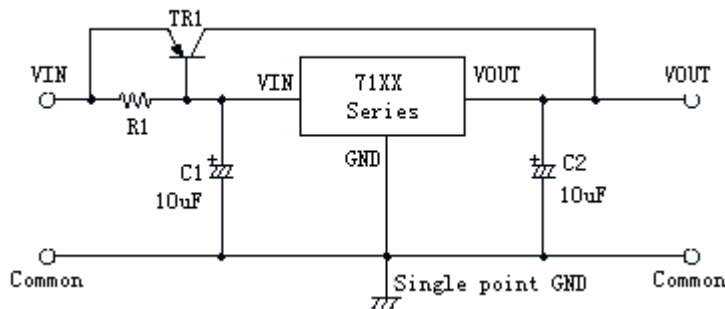 TR1
VIN
VIN
71XX
Series
VOUT
VOUT
R1
GND
C1
10uF
C2
10uF
Common
Single point GND
Common